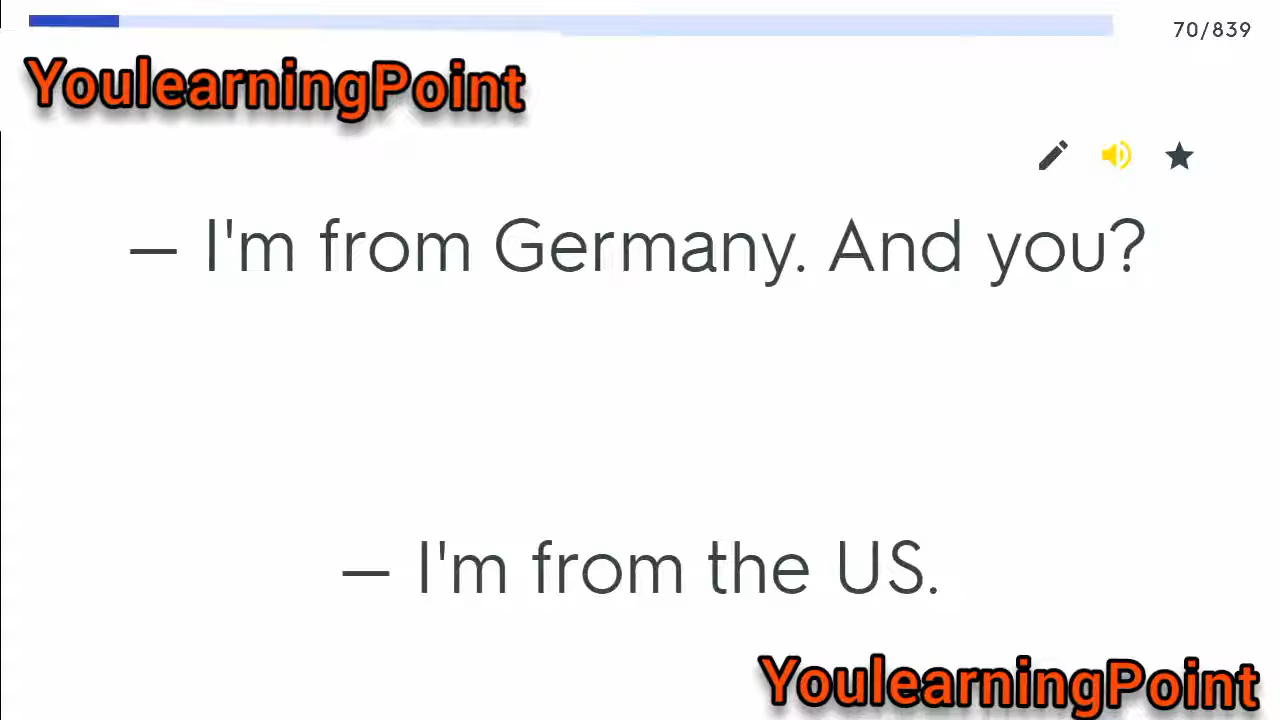 70/839
YoulearningPoint
— I'm from Germany. And you?
— I'm from the US.
YoulearningPoint